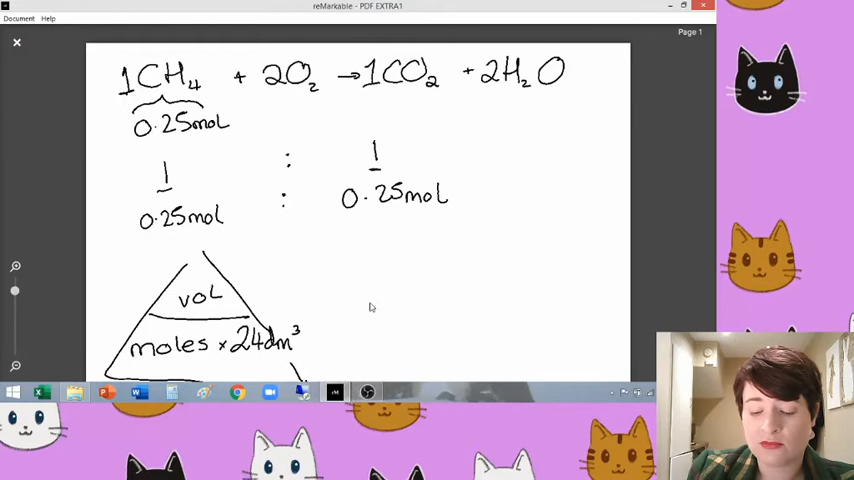 reMarkable - PDF EXTRA1
Document Help
Page 1
1CH₄ + 2O₂ → 1CO₂ + 2H₂O
0.25mol
1 : 1
0.25mol : 0.25mol
vol
moles × 24dm³